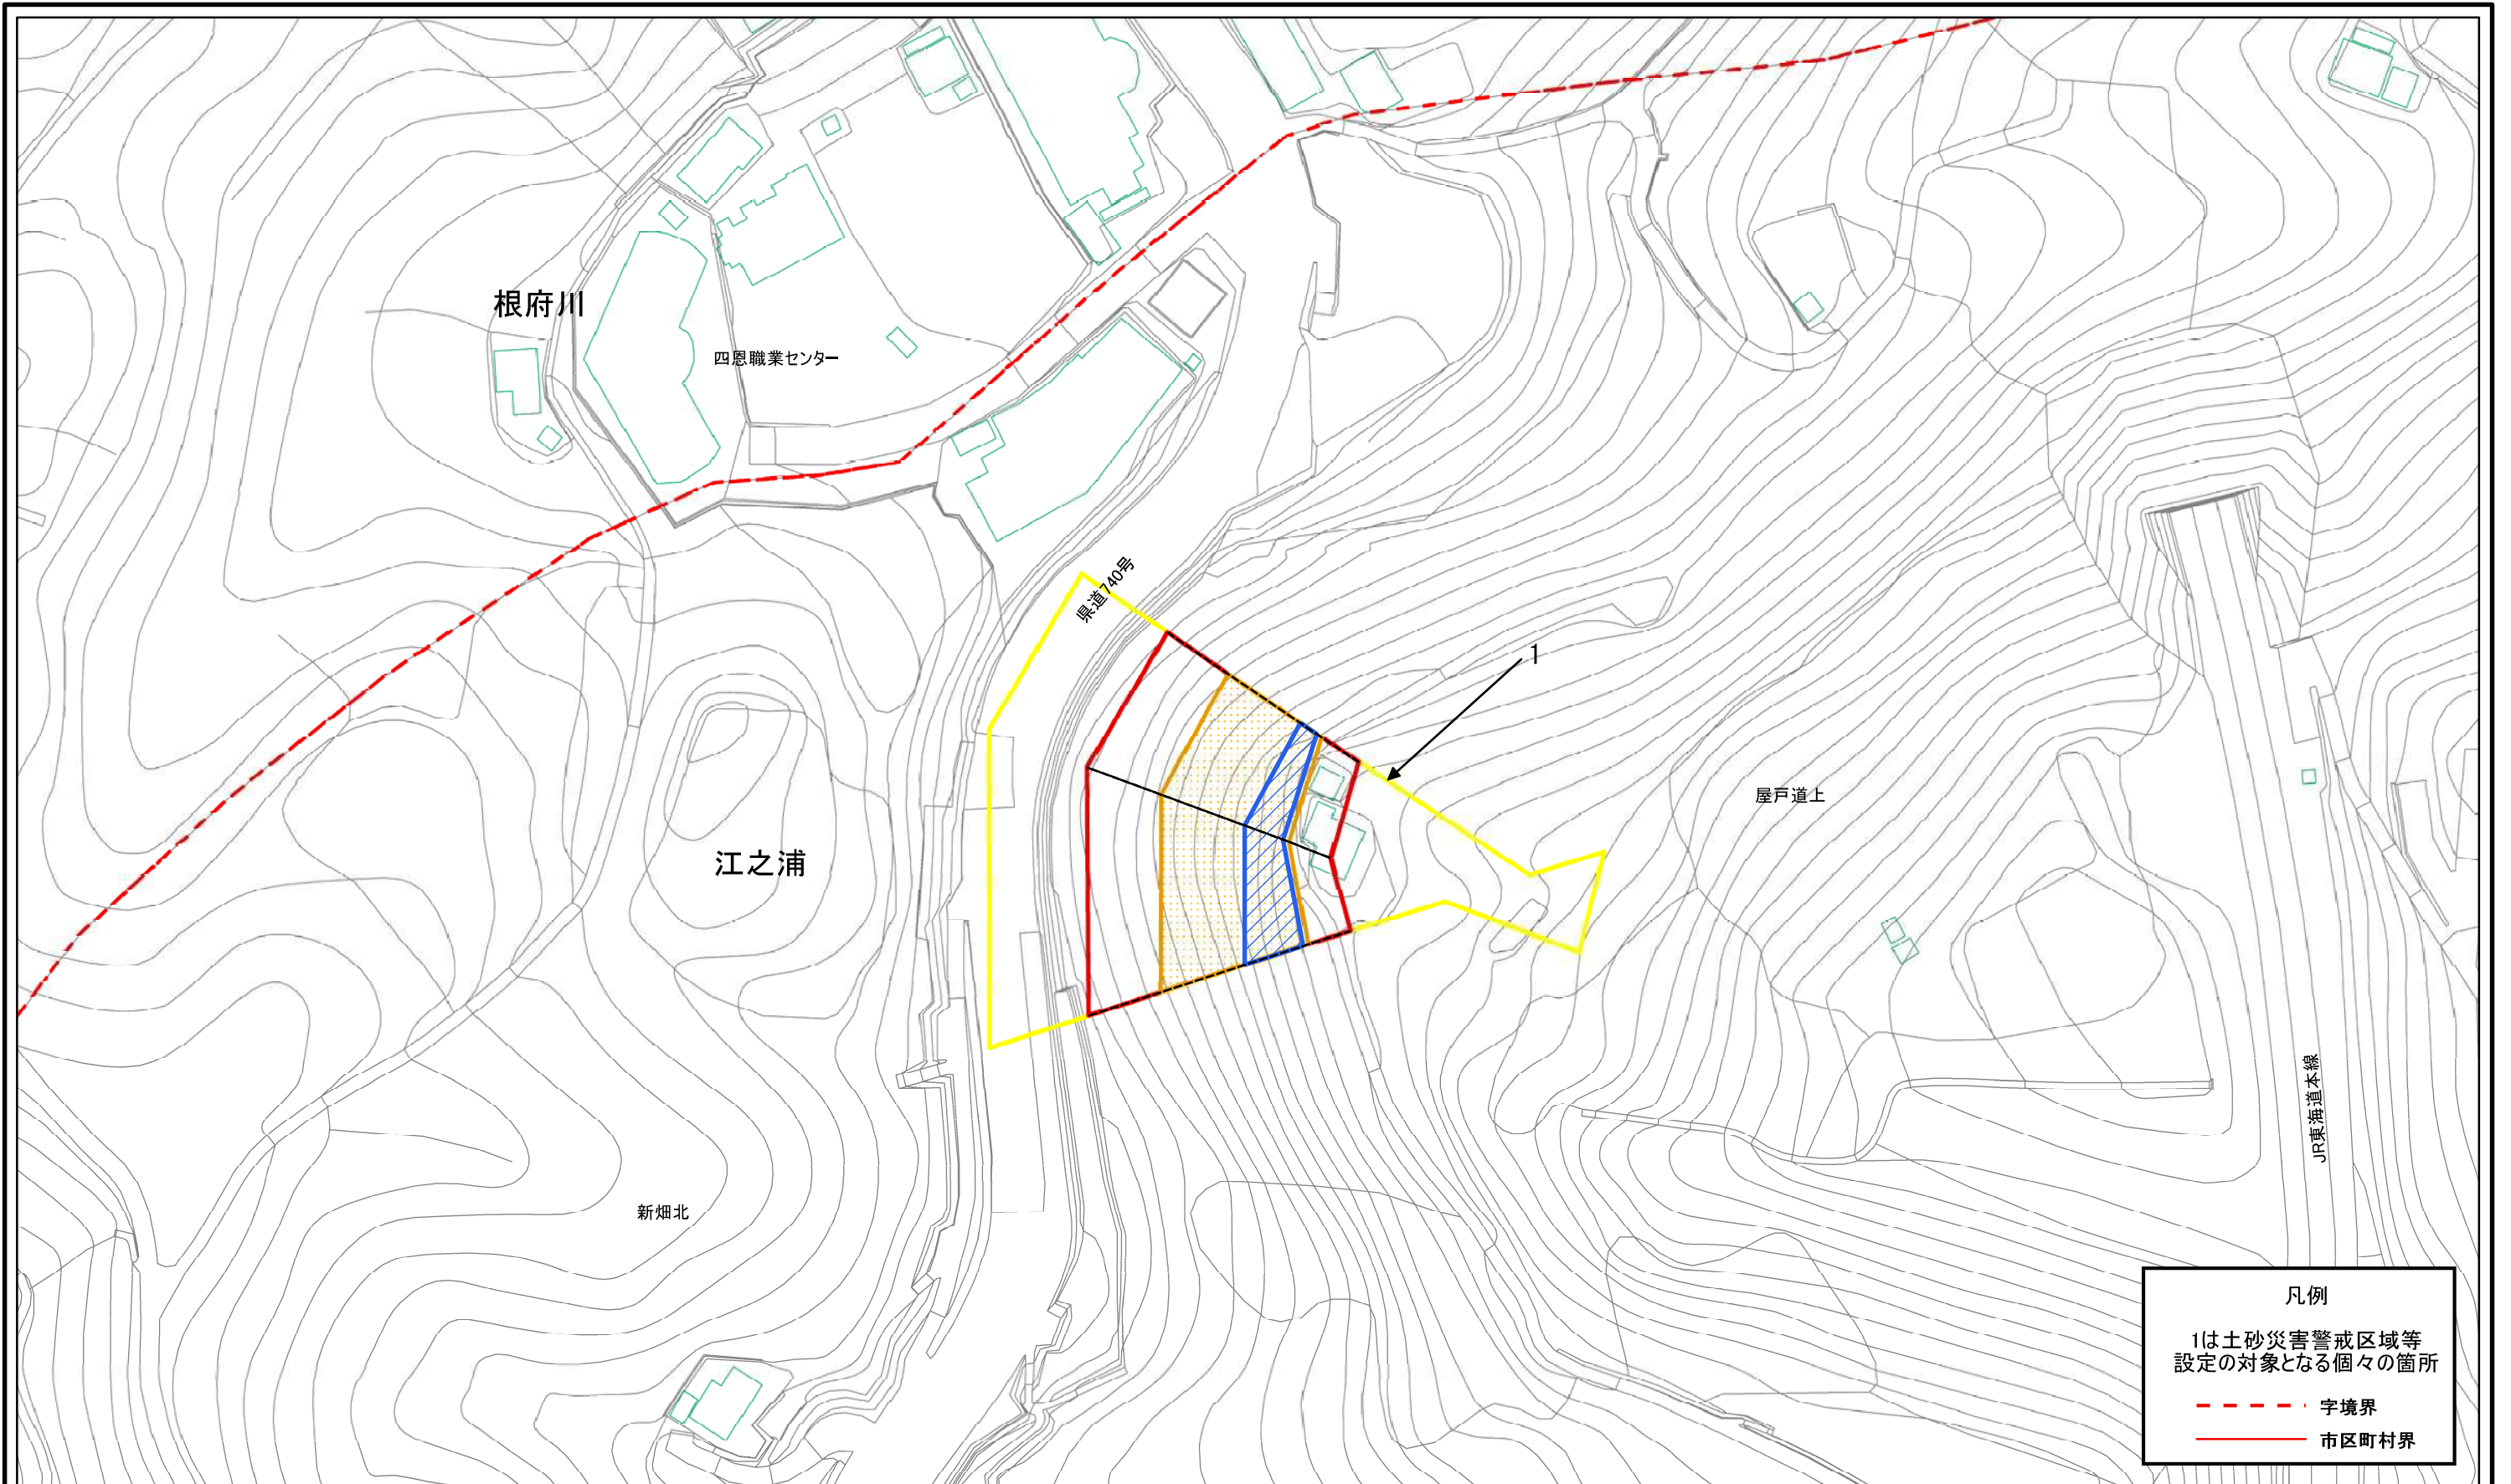 根府川
四恩職業センター
県道740号
1
屋戸道上
江之浦
JR東海道本線
新畑北
凡例
1は土砂災害警戒区域等
設定の対象となる個々の箇所
字境界
市区町村界